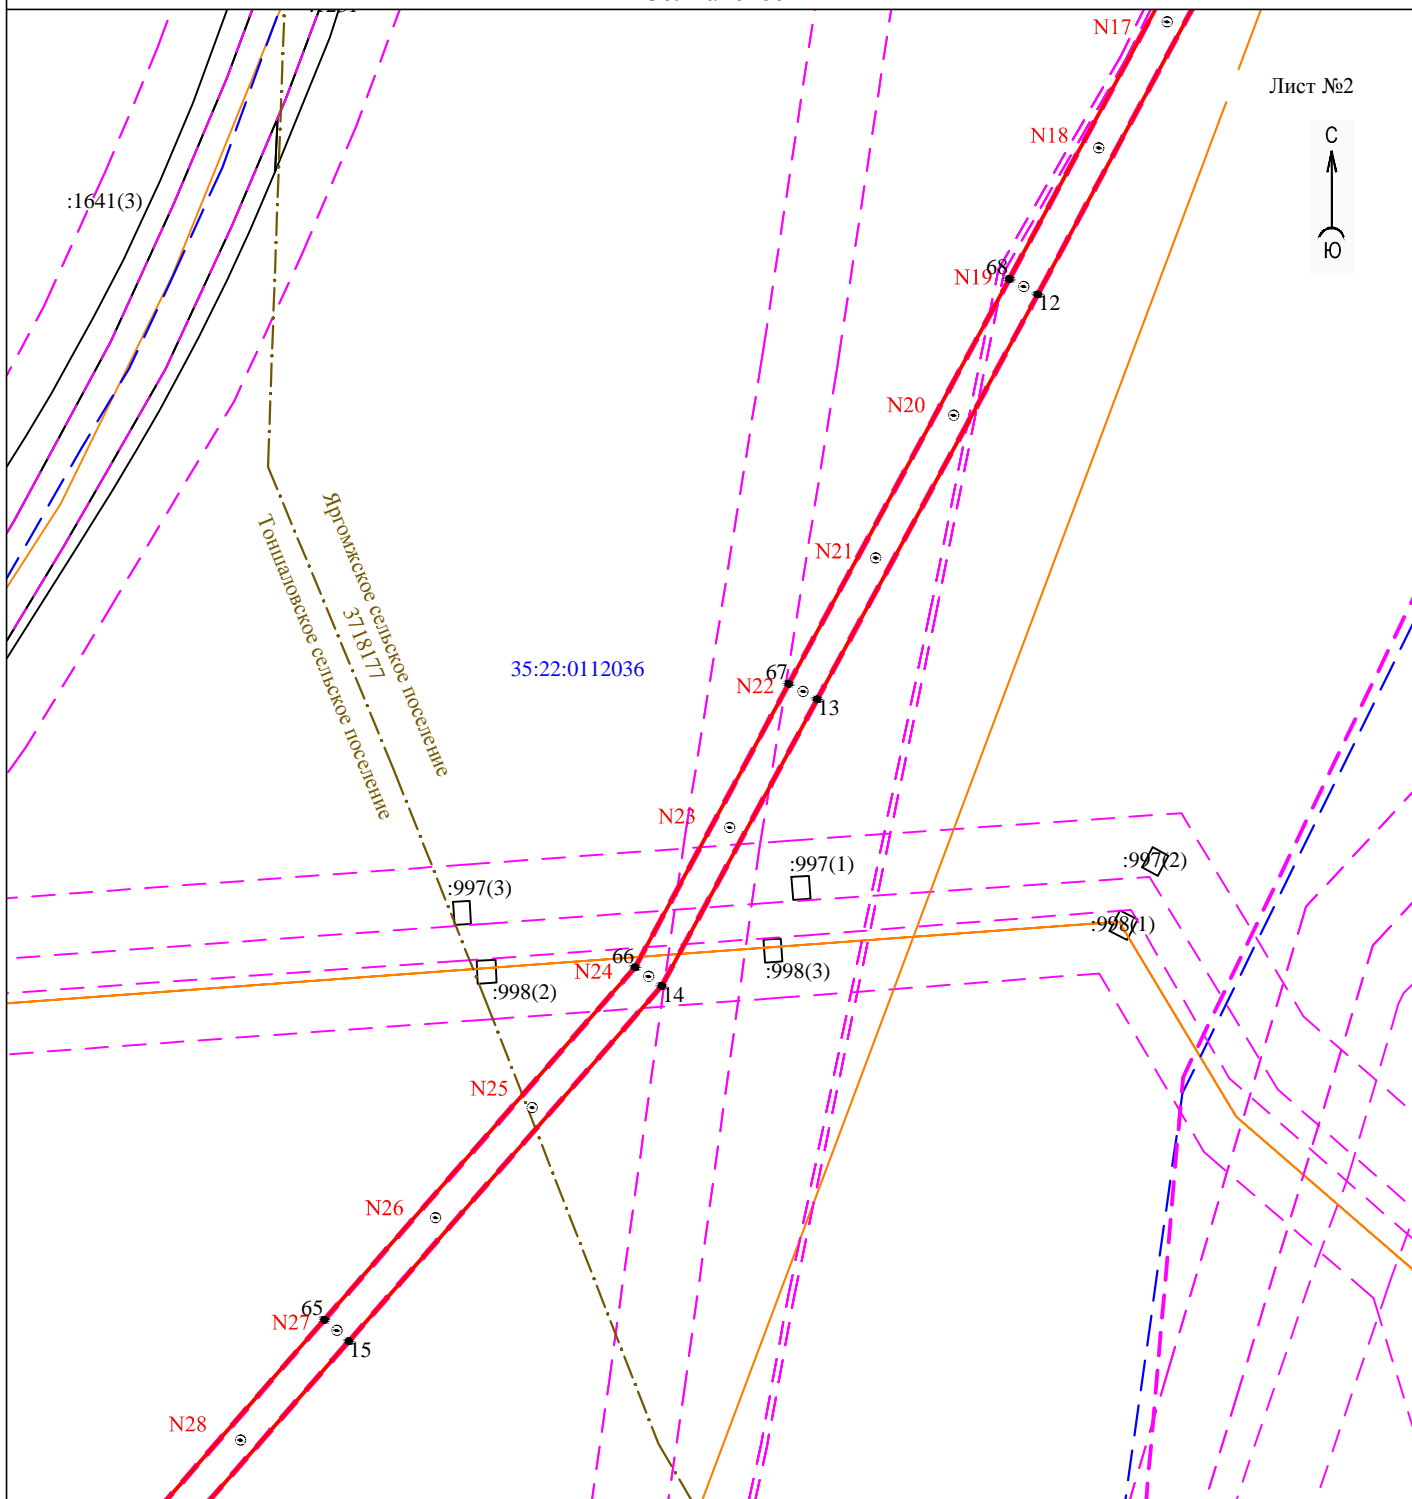 N17
Лист №2
N18
С
:1641(3)
Ю
68
N19
12
N20
Яргомжское сельское поселение
3718177
Тоншаловское сельское поселение
N21
35:22:0112036
67
N22
13
N23
:997(1)
:997(2)
:997(3)
:998(1)
66
N24
:998(3)
:998(2)
14
N25
N26
65
N27
15
N28